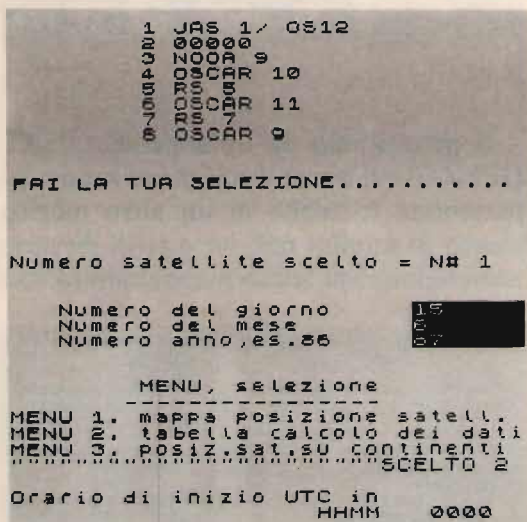 1 JAS 1/ OS12
2 00000
3 NOOA 9
4 OSCAR 10
5 RS 5
6 OSCAR 11
7 RS 7
8 OSCAR 9
FAI LA TUA SELEZIONE............
Numero satellite scelto = N# 1
Numero del giorno 15
Numero del mese
Numero anno,es.86 87
MENU, selezione
MENU 1. mappa posizione satell.
MENU 2. tabella calcolo dei dati
MENU 3. posiz.sat.su continenti
SCELTO 2
Orario di inizio UTC in
HHMM 0000